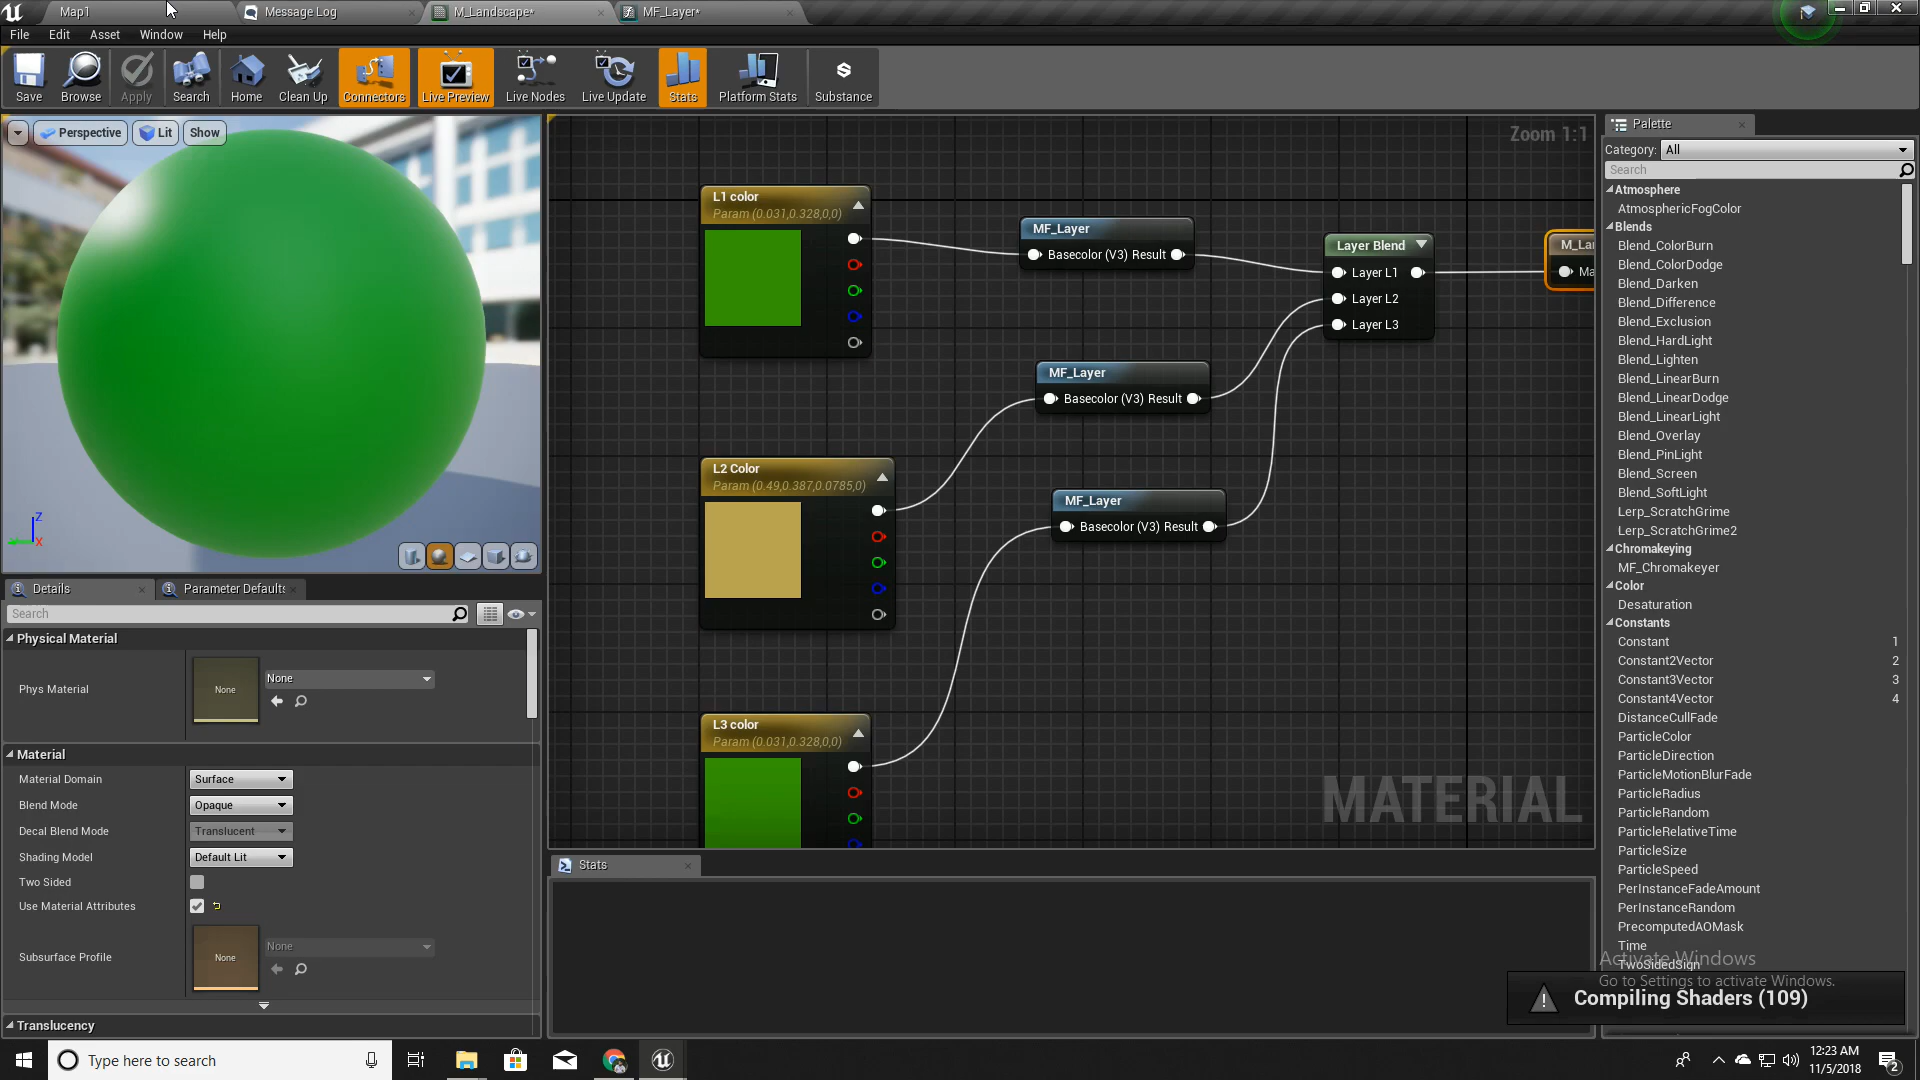 Map1
Message Log
M_Landscape*
MF_Layer*
File Edit Asset Window Help
Save Browse Apply Search Home Clean Up Connectors Live Preview Live Nodes Live Update Stats Platform Stats Substance
Perspective Lit Show
Zoom 1:1
L1 color
Param (0.031,0.328,0,0)
MF_Layer
Basecolor (V3) Result
Layer Blend
Layer L1
Layer L2
Layer L3
M_La
Ma
MF_Layer
Basecolor (V3) Result
L2 Color
Param (0.49,0.387,0.0785,0)
MF_Layer
Basecolor (V3) Result
L3 color
Param (0.031,0.328,0,0)
MATERIAL
Z
X
Details
Parameter Defaults
Search
Physical Material
Phys Material
None
None
Material
Material Domain
Surface
Blend Mode
Opaque
Decal Blend Mode
Translucent
Shading Model
Default Lit
Two Sided
Use Material Attributes
Subsurface Profile
None
None
Translucency
Stats
Palette
Category: All
Search
Atmosphere
AtmosphericFogColor
Blends
Blend_ColorBurn
Blend_ColorDodge
Blend_Darken
Blend_Difference
Blend_Exclusion
Blend_HardLight
Blend_Lighten
Blend_LinearBurn
Blend_LinearDodge
Blend_LinearLight
Blend_Overlay
Blend_PinLight
Blend_Screen
Blend_SoftLight
Lerp_ScratchGrime
Lerp_ScratchGrime2
Chromakeying
MF_Chromakeyer
Color
Desaturation
Constants
Constant 1
Constant2Vector 2
Constant3Vector 3
Constant4Vector 4
DistanceCullFade
ParticleColor
ParticleDirection
ParticleMotionBlurFade
ParticleRadius
ParticleRandom
ParticleRelativeTime
ParticleSize
ParticleSpeed
PerInstanceFadeAmount
PerInstanceRandom
PrecomputedAOMask
Time
TwoSidedSign
Activate Windows
Go to Settings to activate Windows.
Compiling Shaders (109)
Type here to search
12:23 AM
11/5/2018
2